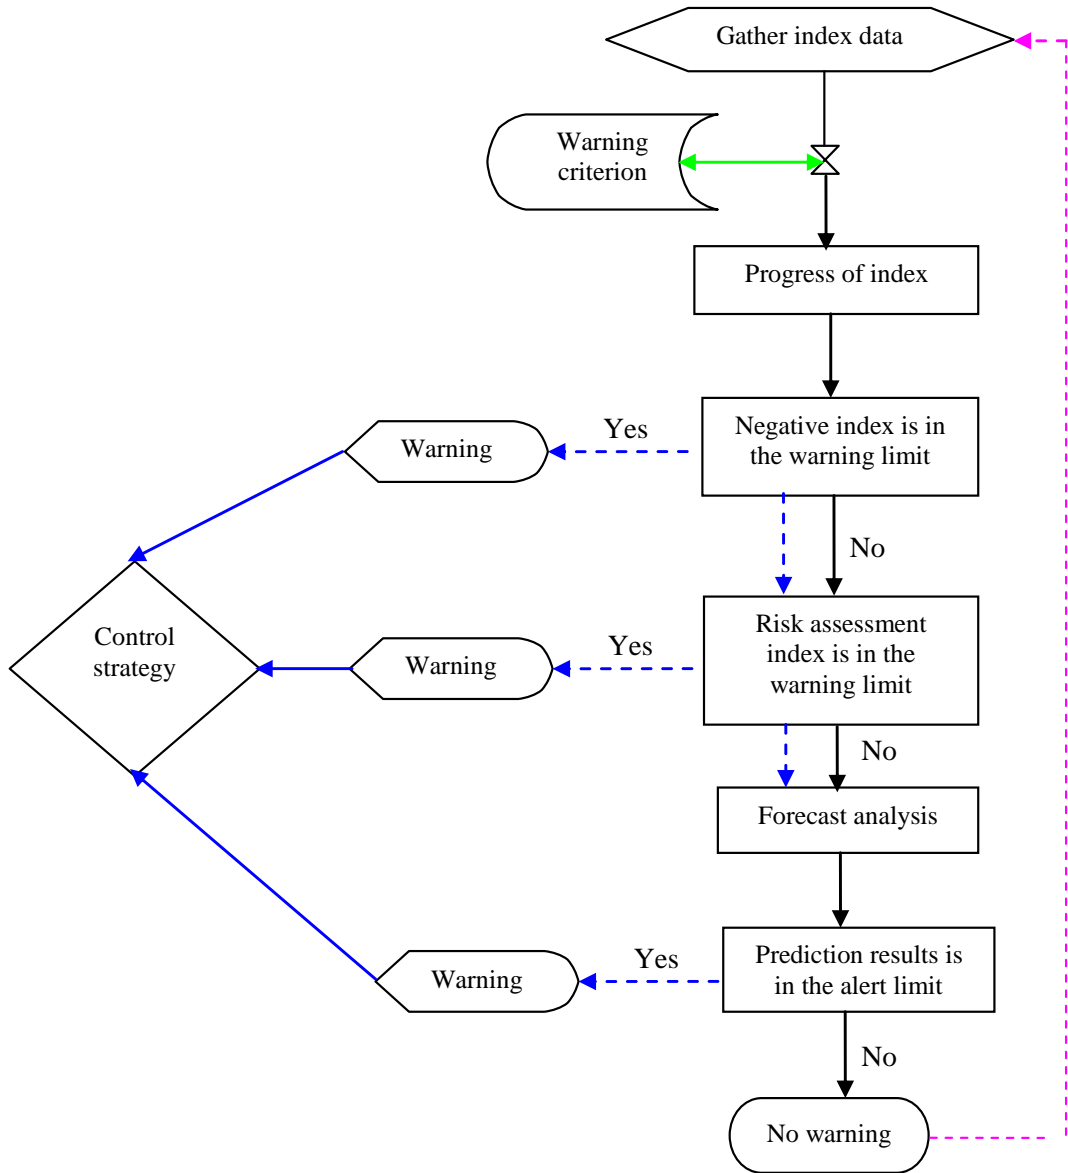 Gather index data
Warning
criterion
Progress of index
Negative index is in
the warning limit
Yes
Warning
No
Risk assessment
index is in the
warning limit
Yes
Warning
Control
strategy
No
Forecast analysis
Prediction results is
in the alert limit
Yes
Warning
No
No warning